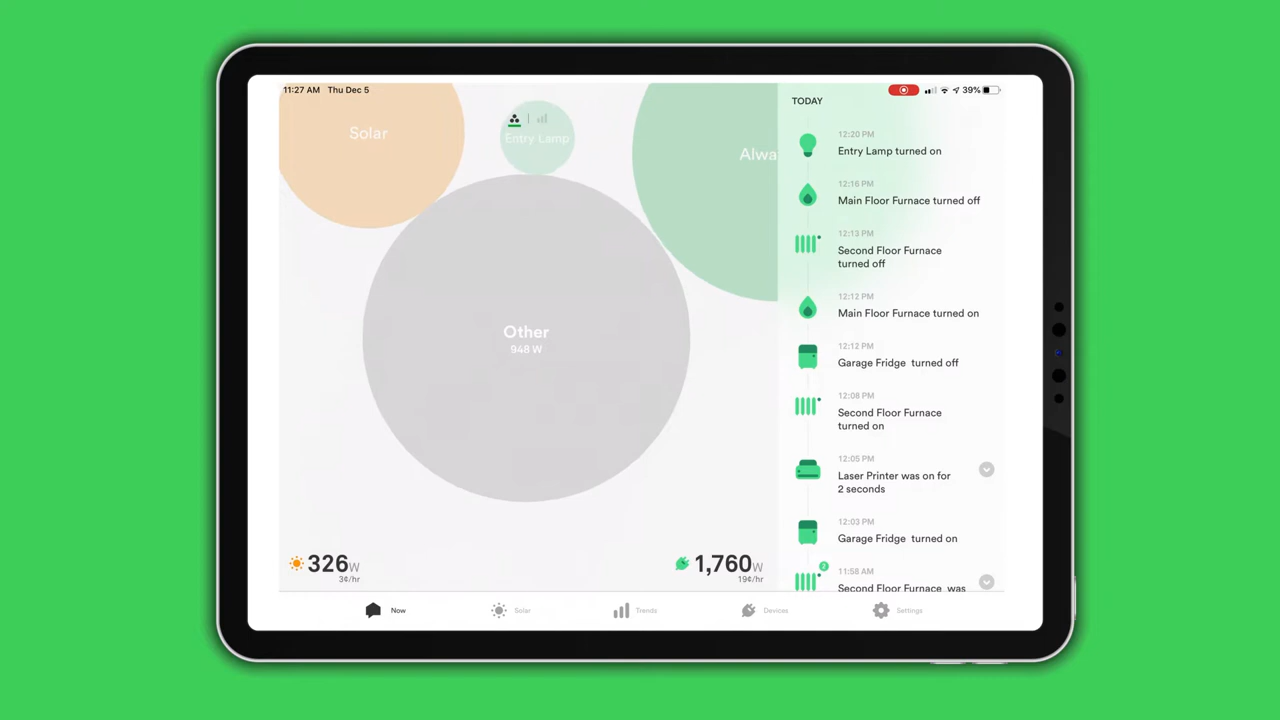 11:27 AM Thu Dec 5
39%
Solar
Entry Lamp
Alwa
Other
948 W
326W
3¢/hr
1,760W
19¢/hr
TODAY
12:20 PM
Entry Lamp turned on
12:16 PM
Main Floor Furnace turned off
12:13 PM
Second Floor Furnace
turned off
12:12 PM
Main Floor Furnace turned on
12:12 PM
Garage Fridge turned off
12:08 PM
Second Floor Furnace
turned on
12:05 PM
Laser Printer was on for
2 seconds
12:03 PM
Garage Fridge turned on
2
11:58 AM
Second Floor Furnace was
Now
Solar
Trends
Devices
Settings